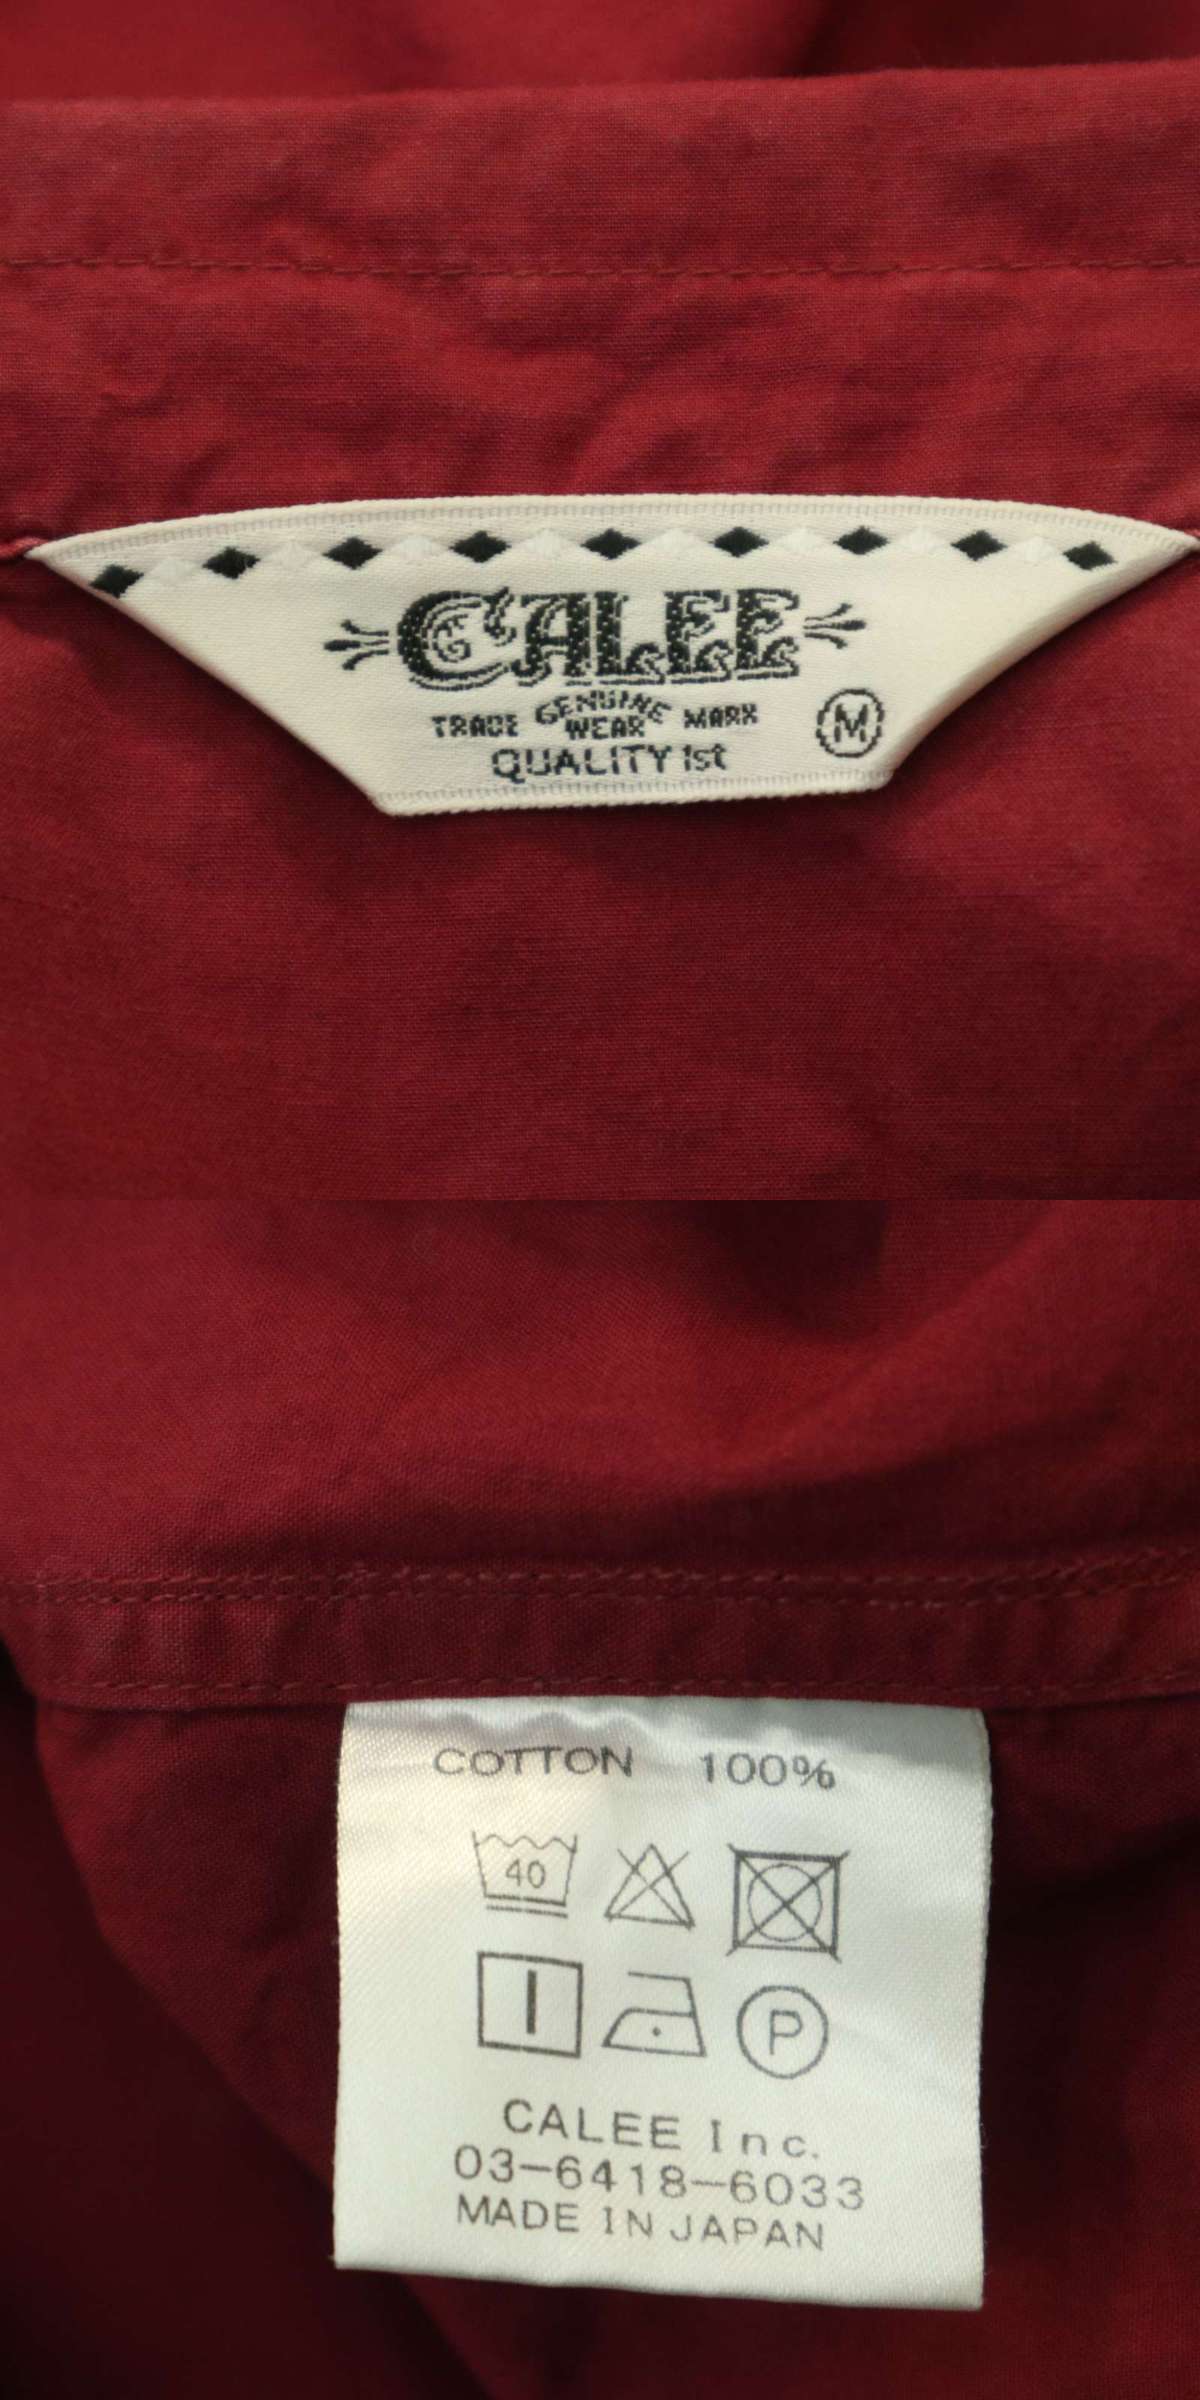 CALEE
TRADE GENUINE WEAR MARK
QUALITY 1st
M
COTTON 100%
40
P
CALEE Inc.
03-6418-6033
MADE IN JAPAN